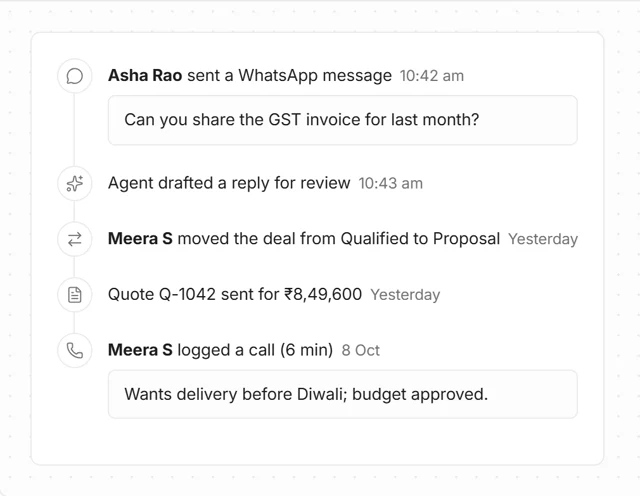 Asha Rao sent a WhatsApp message 10:42 am
Can you share the GST invoice for last month?
Agent drafted a reply for review 10:43 am
Meera S moved the deal from Qualified to Proposal Yesterday
Quote Q-1042 sent for ₹8,49,600 Yesterday
Meera S logged a call (6 min) 8 Oct
Wants delivery before Diwali; budget approved.